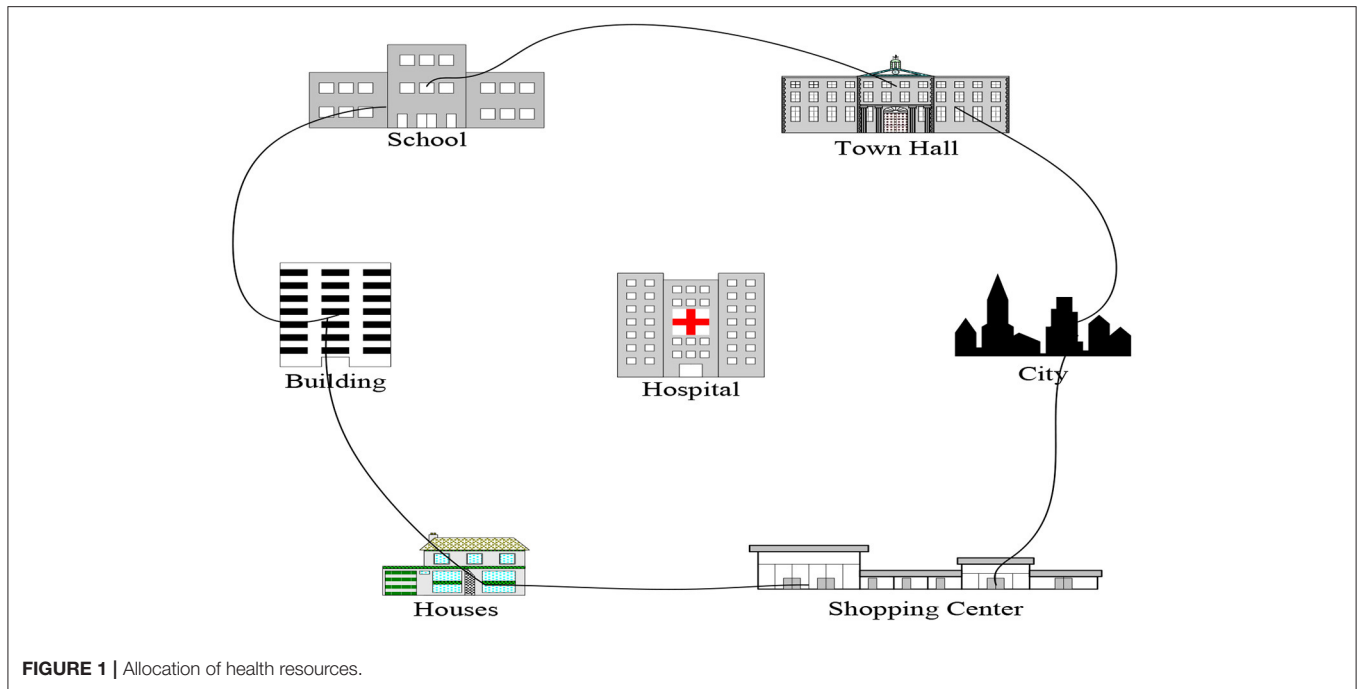 School
Town Hall
Building
Hospital
City
Houses
Shopping Center
FIGURE 1 | Allocation of health resources.